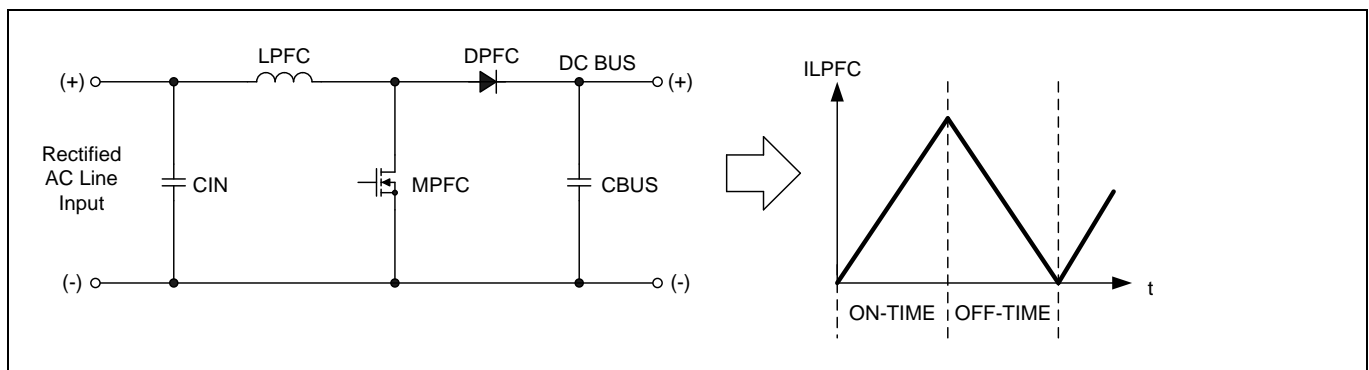 LPFC
DPFC
DC BUS
(+)
(+)
Rectified
AC Line
Input
CIN
MPFC
CBUS
(-)
(-)
ILPFC
t
ON-TIME
OFF-TIME